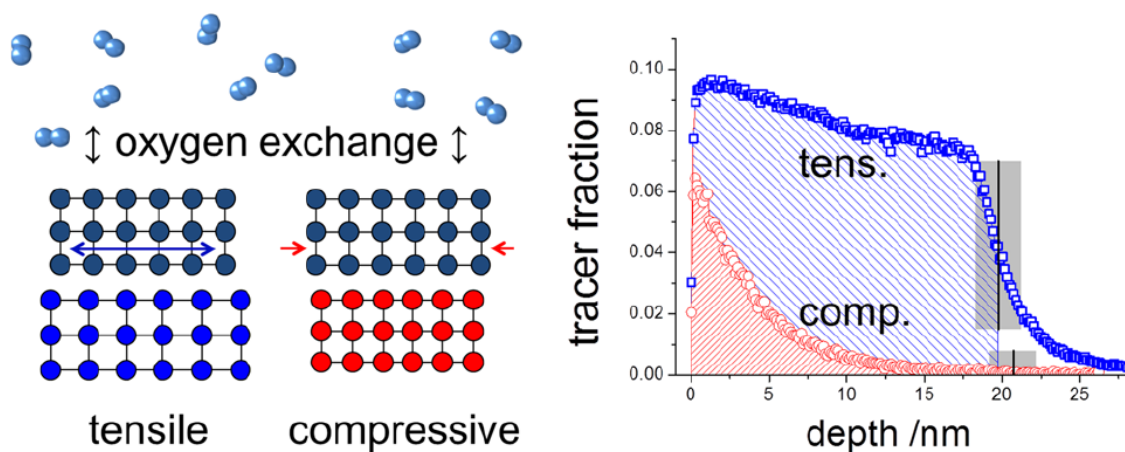 oxygen exchange
tensile
compressive
tracer fraction
0.10
0.08
0.06
0.04
0.02
0.00
tens.
comp.
0
5
10
15
20
25
depth /nm